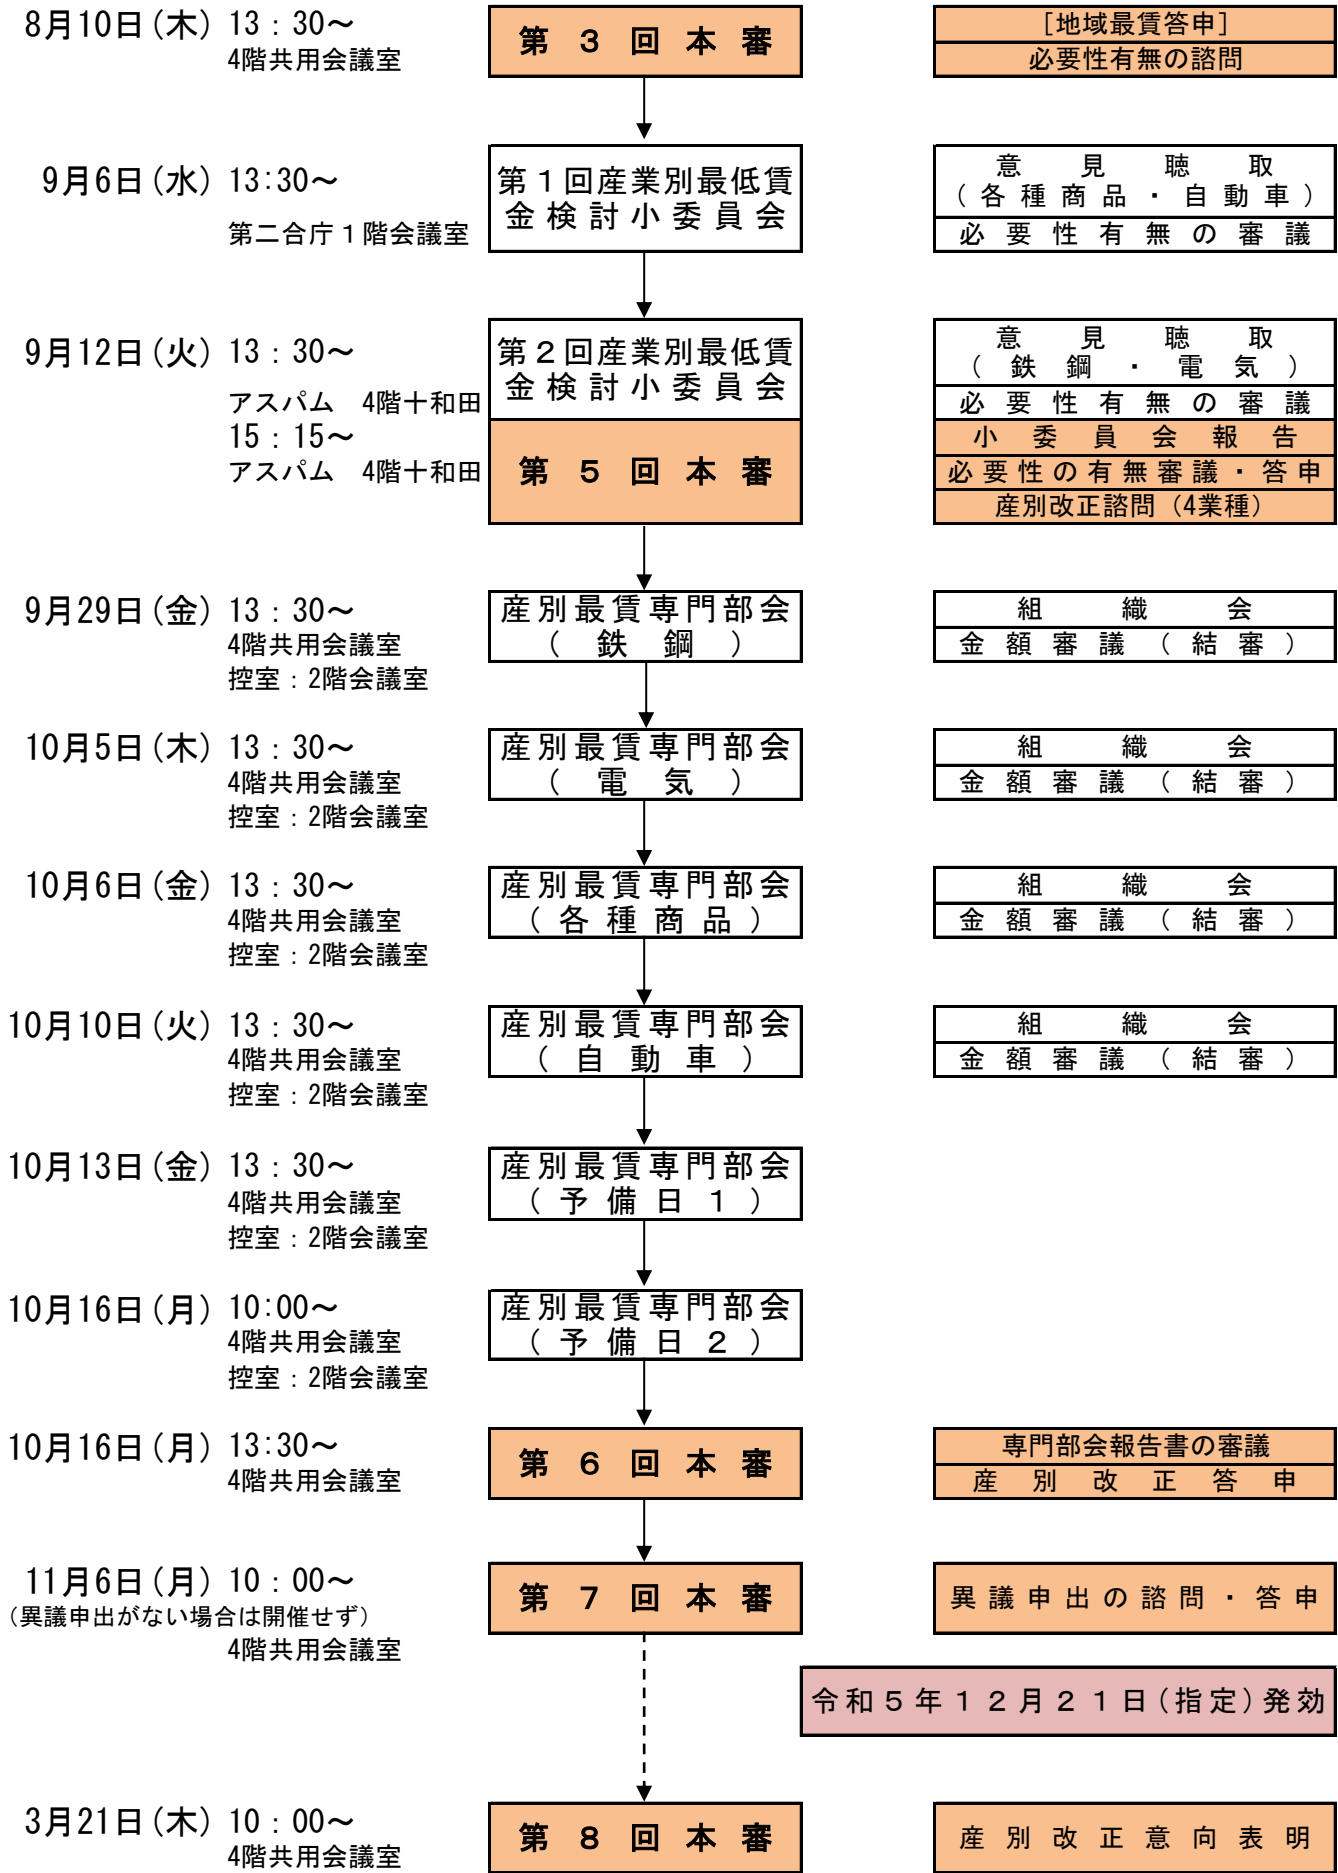 8月10日(木) 13:30～
4階共用会議室
第3回本審
[地域最賃答申]
必要性有無の諮問
9月6日(水) 13:30～
第二合庁1階会議室
第1回産業別最低賃
金検討小委員会
意見聴取
(各種商品・自動車)
必要性有無の審議
9月12日(火) 13:30～
アスパム 4階十和田
第2回産業別最低賃
金検討小委員会
意見聴取
(鉄鋼・電気)
必要性有無の審議
15:15～
アスパム 4階十和田
第5回本審
小委員会報告
必要性の有無審議・答申
産別改正諮問(4業種)
9月29日(金) 13:30～
4階共用会議室
控室:2階会議室
産別最賃専門部会
(鉄鋼)
組織会
金額審議(結審)
10月5日(木) 13:30～
4階共用会議室
控室:2階会議室
産別最賃専門部会
(電気)
組織会
金額審議(結審)
10月6日(金) 13:30～
4階共用会議室
控室:2階会議室
産別最賃専門部会
(各種商品)
組織会
金額審議(結審)
10月10日(火) 13:30～
4階共用会議室
控室:2階会議室
産別最賃専門部会
(自動車)
組織会
金額審議(結審)
10月13日(金) 13:30～
4階共用会議室
控室:2階会議室
産別最賃専門部会
(予備日1)
10月16日(月) 10:00～
4階共用会議室
控室:2階会議室
産別最賃専門部会
(予備日2)
10月16日(月) 13:30～
4階共用会議室
第6回本審
専門部会報告書の審議
産別改正答申
11月6日(月) 10:00～
(異議申出がない場合は開催せず)
4階共用会議室
第7回本審
異議申出の諮問・答申
令和5年12月21日(指定)発効
3月21日(木) 10:00～
4階共用会議室
第8回本審
産別改正意向表明